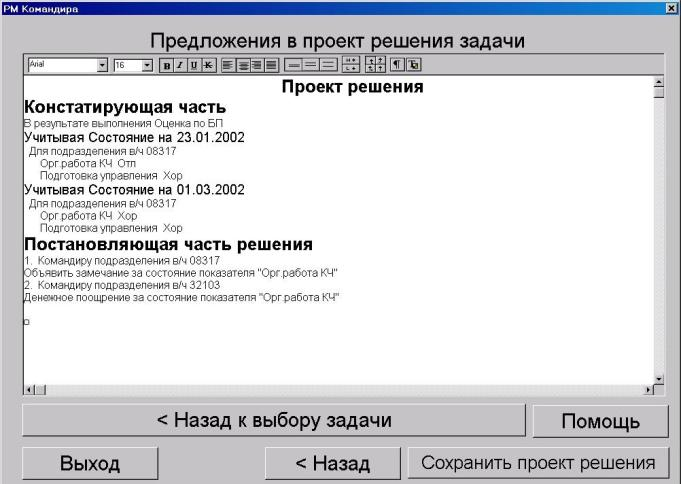 РМ Командира
Предложения в проект решения задачи
Arial 16 B I U K
Проект решения
Констатирующая часть
В результате выполнения Оценка по БП
Учитывая Состояние на 23.01.2002
Для подразделения в/ч 08317
Орг.работа КЧ Отл
Подготовка управления Хор
Учитывая Состояние на 01.03.2002
Для подразделения в/ч 08317
Орг.работа КЧ Хор
Подготовка управления Хор
Постановляющая часть решения
1. Командиру подразделения в/ч 08317
Объявить замечание за состояние показателя "Орг.работа КЧ"
2. Командиру подразделения в/ч 32103
Денежное поощрение за состояние показателя "Орг.работа КЧ"
< Назад к выбору задачи
Помощь
Выход
< Назад
Сохранить проект решения